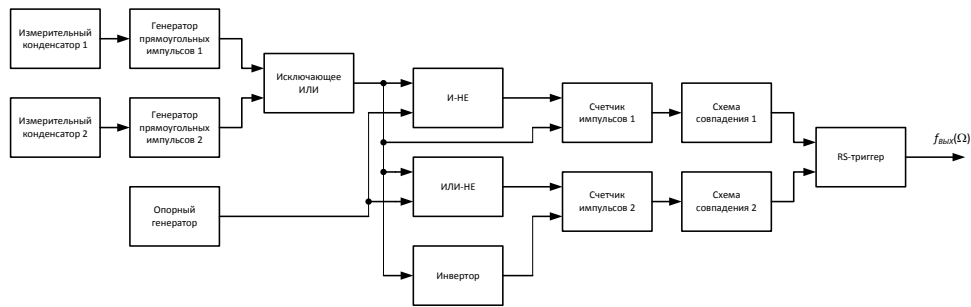 Измерительный
конденсатор 1
Генератор
прямоугольных
импульсов 1
Исключающее
ИЛИ
И-НЕ
Счетчик
импульсов 1
Схема
совпадения 1
Измерительный
конденсатор 2
Генератор
прямоугольных
импульсов 2
RS-триггер
fвых(Ω)
ИЛИ-НЕ
Счетчик
импульсов 2
Схема
совпадения 2
Опорный
генератор
Инвертор